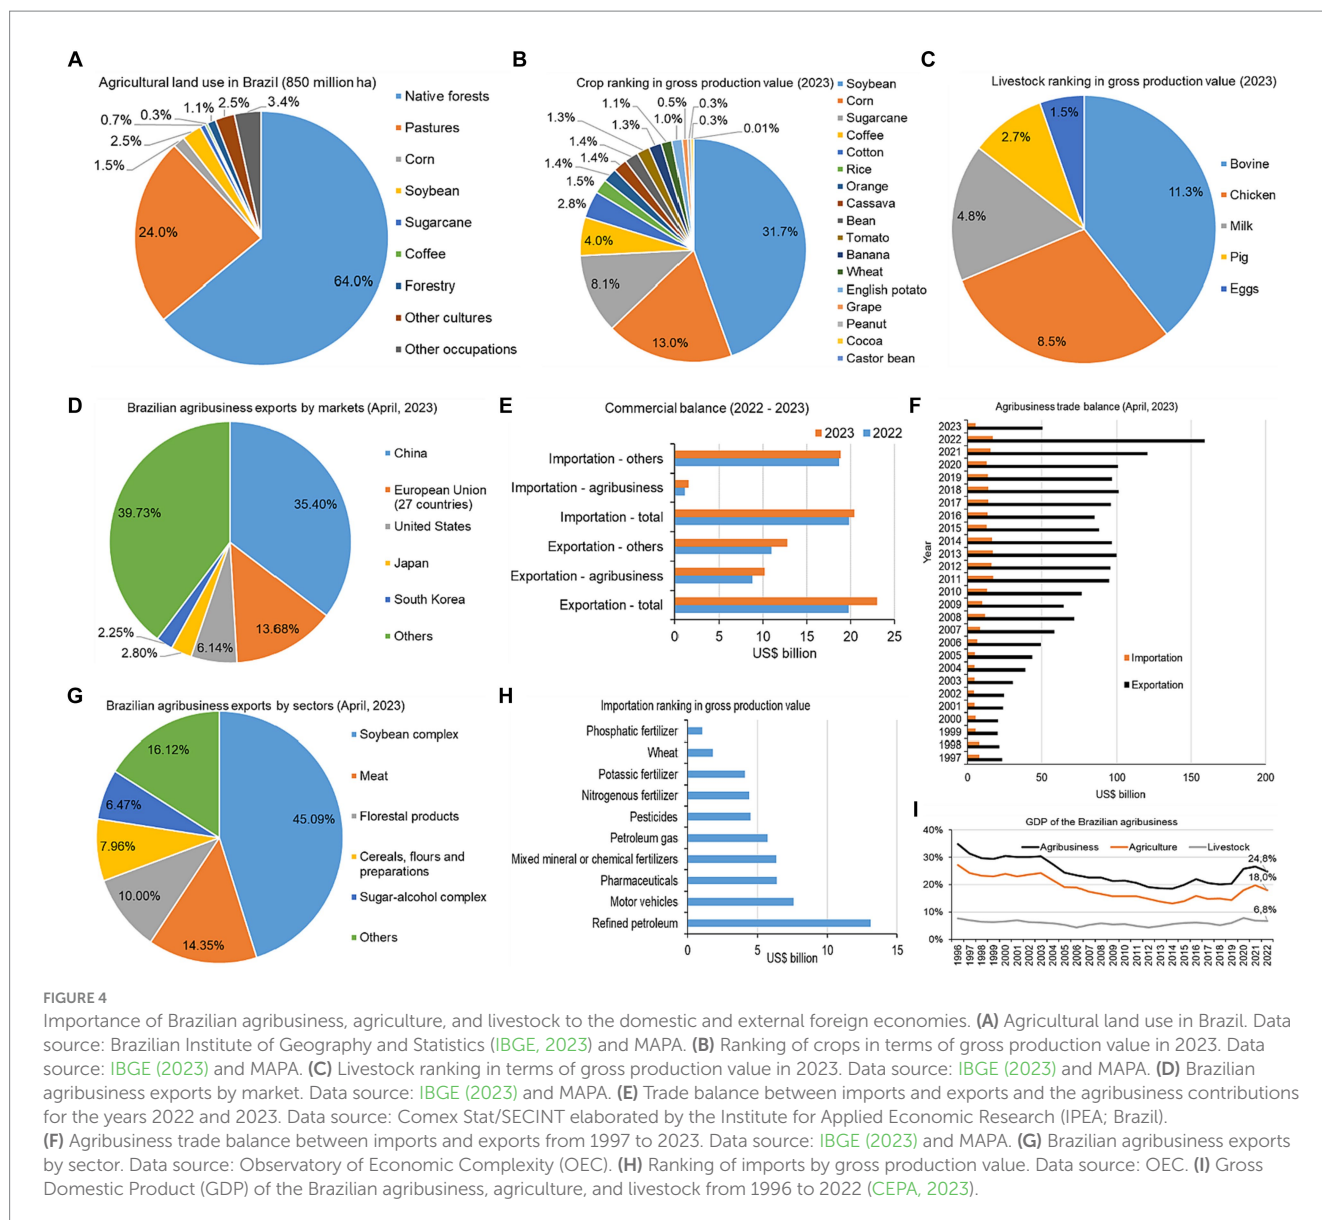 A
Agricultural land use in Brazil (850 million ha)
0.7%
0.3%
1.1%
2.5%
3.4%
2.5%
1.5%
24.0%
64.0%
Native forests
Pastures
Corn
Soybean
Sugarcane
Coffee
Forestry
Other cultures
Other occupations
B
Crop ranking in gross production value (2023)
1.1%
0.5%
0.3%
1.3%
1.0%
0.3%
1.3%
0.01%
1.4%
1.4%
1.4%
1.5%
2.8%
4.0%
8.1%
13.0%
31.7%
Soybean
Corn
Sugarcane
Coffee
Cotton
Rice
Orange
Cassava
Bean
Tomato
Banana
Wheat
English potato
Grape
Peanut
Cocoa
Castor bean
C
Livestock ranking in gross production value (2023)
1.5%
2.7%
4.8%
8.5%
11.3%
Bovine
Chicken
Milk
Pig
Eggs
D
Brazilian agribusiness exports by markets (April, 2023)
39.73%
35.40%
2.25%
2.80%
6.14%
13.68%
China
European Union
(27 countries)
United States
Japan
South Korea
Others
E
Commercial balance (2022 - 2023)
2023
2022
Importation - others
Importation - agribusiness
Importation - total
Exportation - others
Exportation - agribusiness
Exportation - total
0 5 10 15 20 25
US$ billion
F
Agribusiness trade balance (April, 2023)
Year
2023
2022
2021
2020
2019
2018
2017
2016
2015
2014
2013
2012
2011
2010
2009
2008
2007
2006
2005
2004
2003
2002
2001
2000
1999
1998
1997
Importation
Exportation
0 50 100 150 200
US$ billion
G
Brazilian agribusiness exports by sectors (April, 2023)
16.12%
6.47%
7.96%
10.00%
14.35%
45.09%
Soybean complex
Meat
Florestal products
Cereals, flours and
preparations
Sugar-alcohol complex
Others
H
Importation ranking in gross production value
Phosphatic fertilizer
Wheat
Potassic fertilizer
Nitrogenous fertilizer
Pesticides
Petroleum gas
Mixed mineral or chemical fertilizers
Pharmaceuticals
Motor vehicles
Refined petroleum
0 5 10 15
US$ billion
I
GDP of the Brazilian agribusiness
Agribusiness Agriculture Livestock
40%
30%
20%
10%
0%
24,8%
18,0%
6,8%
1996 1997 1998 1999 2000 2001 2002 2003 2004 2005 2006 2007 2008 2009 2010 2011 2012 2013 2014 2015 2016 2017 2018 2019 2020 2021 2022
FIGURE 4
Importance of Brazilian agribusiness, agriculture, and livestock to the domestic and external foreign economies. (A) Agricultural land use in Brazil. Data
source: Brazilian Institute of Geography and Statistics (IBGE, 2023) and MAPA. (B) Ranking of crops in terms of gross production value in 2023. Data
source: IBGE (2023) and MAPA. (C) Livestock ranking in terms of gross production value in 2023. Data source: IBGE (2023) and MAPA. (D) Brazilian
agribusiness exports by market. Data source: IBGE (2023) and MAPA. (E) Trade balance between imports and exports and the agribusiness contributions
for the years 2022 and 2023. Data source: Comex Stat/SECINT elaborated by the Institute for Applied Economic Research (IPEA; Brazil).
(F) Agribusiness trade balance between imports and exports from 1997 to 2023. Data source: IBGE (2023) and MAPA. (G) Brazilian agribusiness exports
by sector. Data source: Observatory of Economic Complexity (OEC). (H) Ranking of imports by gross production value. Data source: OEC. (I) Gross
Domestic Product (GDP) of the Brazilian agribusiness, agriculture, and livestock from 1996 to 2022 (CEPA, 2023).